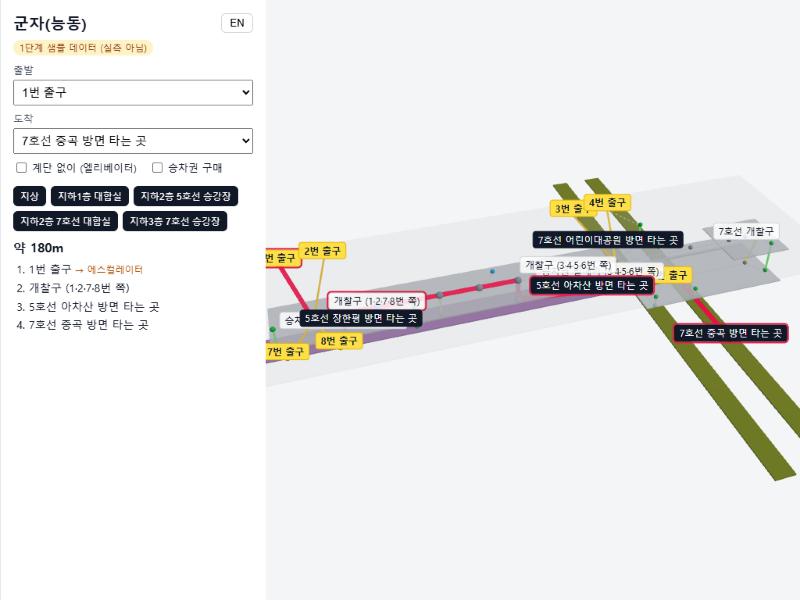 군자(능동)
EN
1단계 샘플 데이터 (실측 아님)
출발
1번 출구
도착
7호선 중곡 방면 타는 곳
계단 없이 (엘리베이터)
승차권 구매
지상
지하1층 대합실
지하2층 5호선 승강장
지하2층 7호선 대합실
지하3층 7호선 승강장
약 180m
1. 1번 출구 → 에스컬레이터
2. 개찰구 (1·2·7·8번 쪽)
3. 5호선 아차산 방면 타는 곳
4. 7호선 중곡 방면 타는 곳
3번 출
4번 출구
7호선 개찰구
7호선 어린이대공원 방면 타는 곳
번 출구
2번 출구
개찰구 (3·4·5·6번 쪽)
출구
5호선 아차산 방면 타는 곳
개찰구 (1·2·7·8번 쪽)
승차
5호선 장한평 방면 타는 곳
7호선 중곡 방면 타는 곳
7번 출구
8번 출구